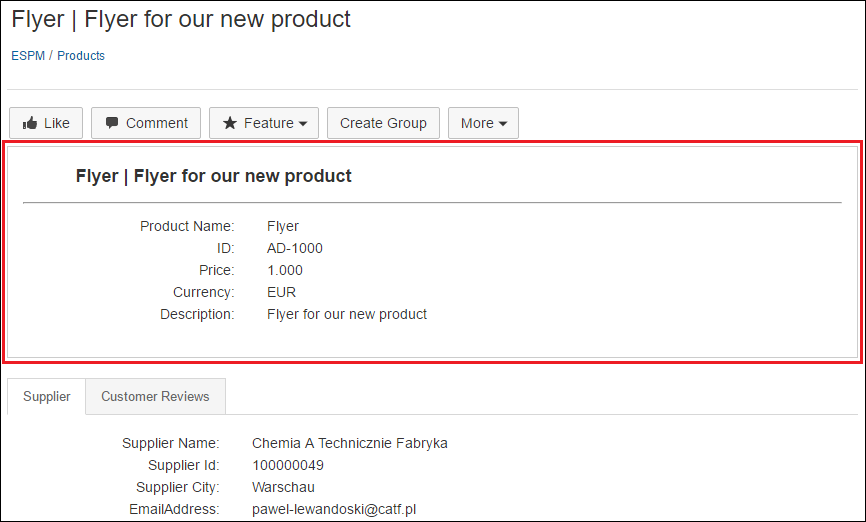 Flyer | Flyer for our new product
ESPM / Products
Like Comment Feature Create Group More
Flyer | Flyer for our new product
Product Name: Flyer
ID: AD-1000
Price: 1.000
Currency: EUR
Description: Flyer for our new product
Supplier Customer Reviews
Supplier Name: Chemia A Technicznie Fabryka
Supplier Id: 100000049
Supplier City: Warschau
EmailAddress: pawel-lewandoski@catf.pl